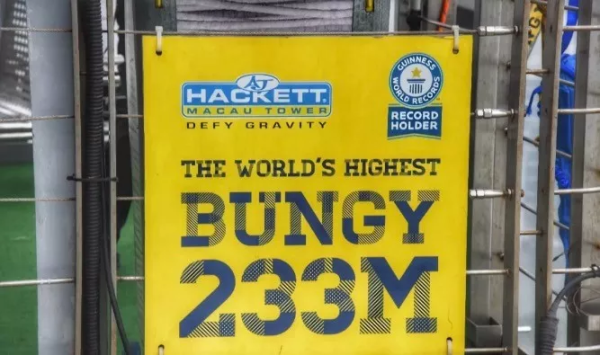 AJ
HACKETT
MACAU TOWER
DEFY GRAVITY
GUINNESS
WORLD RECORDS
RECORD
HOLDER
THE WORLD'S HIGHEST
BUNGY
233M